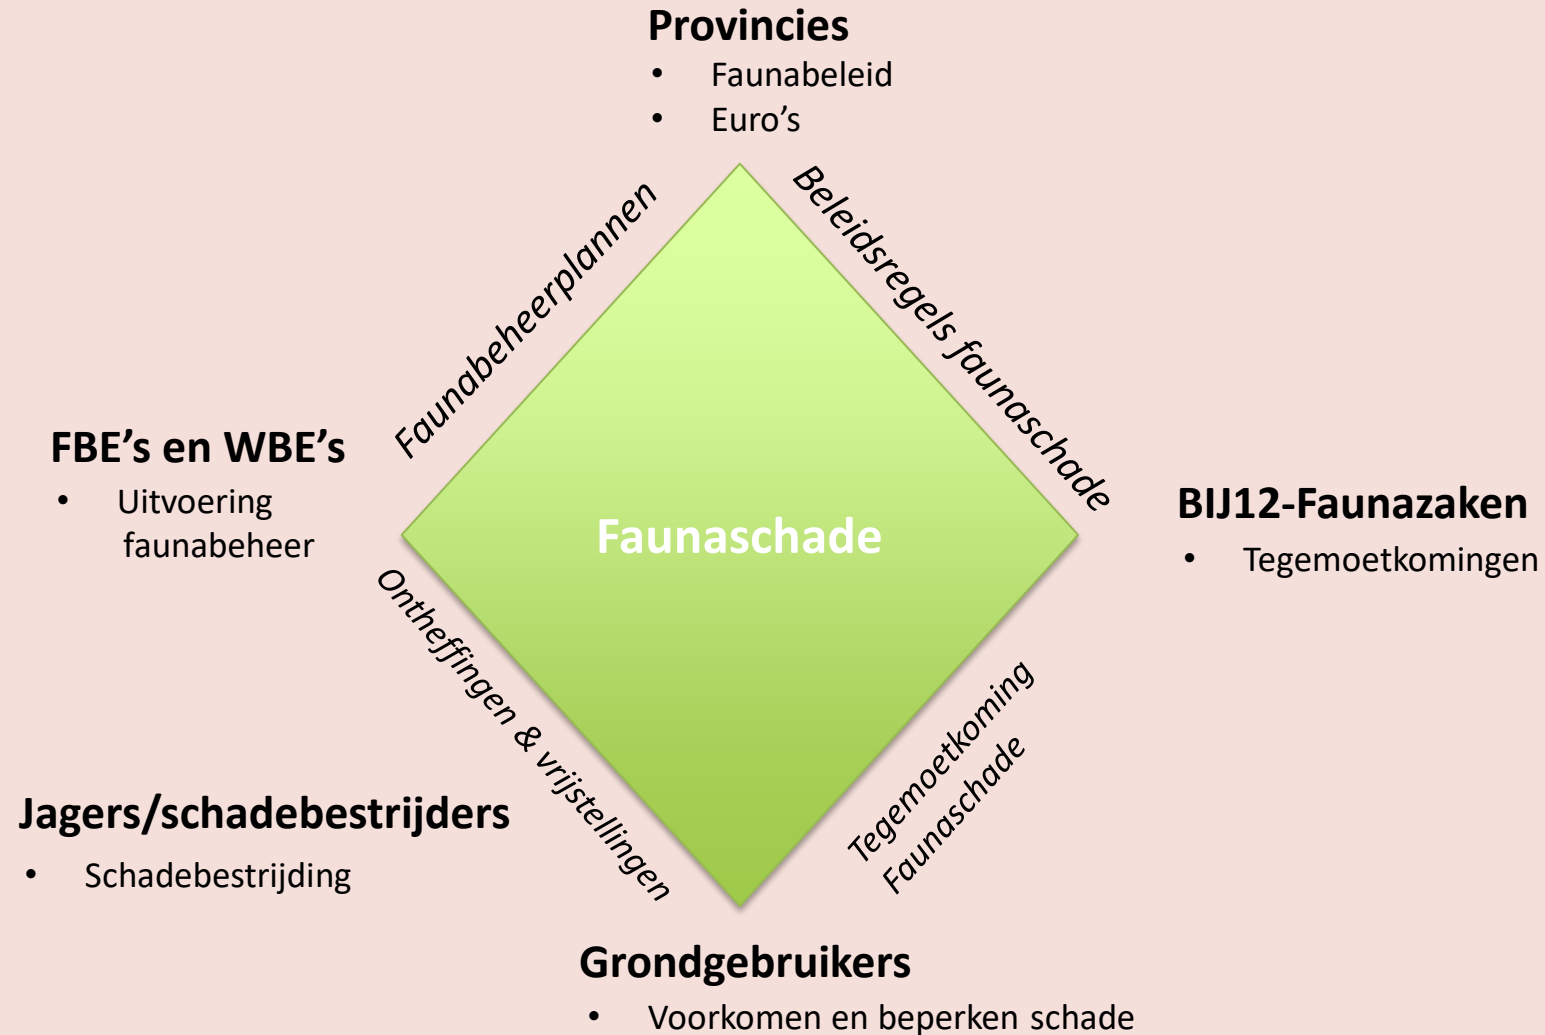 Provincies
• Faunabeleid
• Euro’s
Faunabeheerplannen
Beleidsregels faunaschade
FBE’s en WBE’s
• Uitvoering
faunabeheer
Faunaschade
BIJ12-Faunazaken
• Tegemoetkomingen
Ontheffingen & vrijstellingen
Tegemoetkoming
Faunaschade
Jagers/schadebestrijders
• Schadebestrijding
Grondgebruikers
• Voorkomen en beperken schade